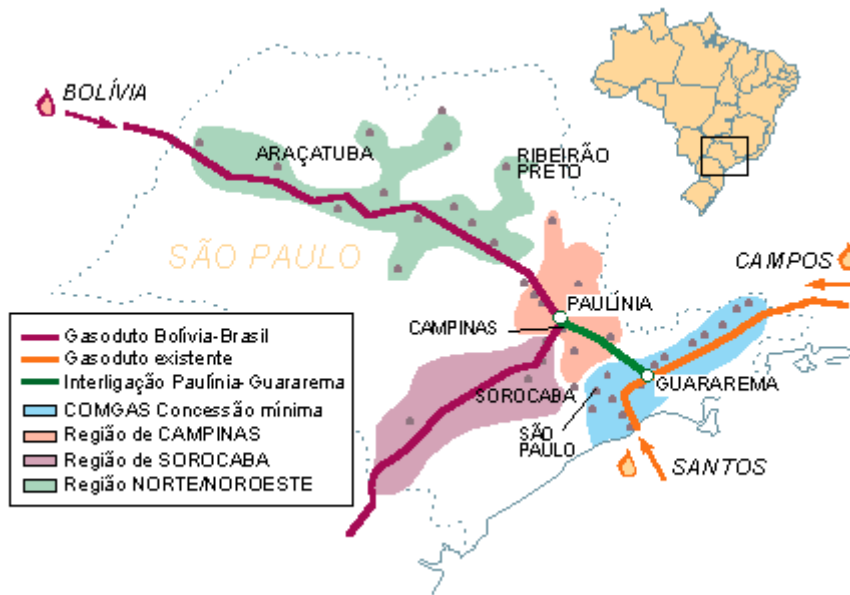 BOLÍVIA
ARAÇATUBA
RIBEIRÃO
PRETO
SÃO PAULO
CAMPOS
PAULÍNIA
CAMPINAS
Gasoduto Bolívia-Brasil
Gasoduto existente
Interligação Paulínia-Guararema
COMGAS Concessão mínima
Região de CAMPINAS
Região de SOROCABA
Região NORTE/NOROESTE
SOROCABA
GUARAREMA
SÃO
PAULO
SANTOS